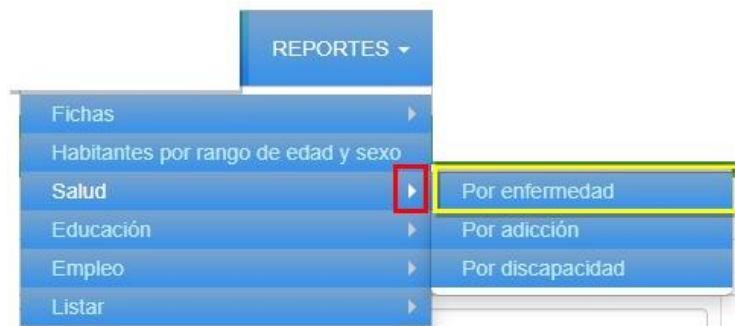 REPORTES
Fichas
Habitantes por rango de edad y sexo
Salud
Educación
Empleo
Listar
Por enfermedad
Por adicción
Por discapacidad